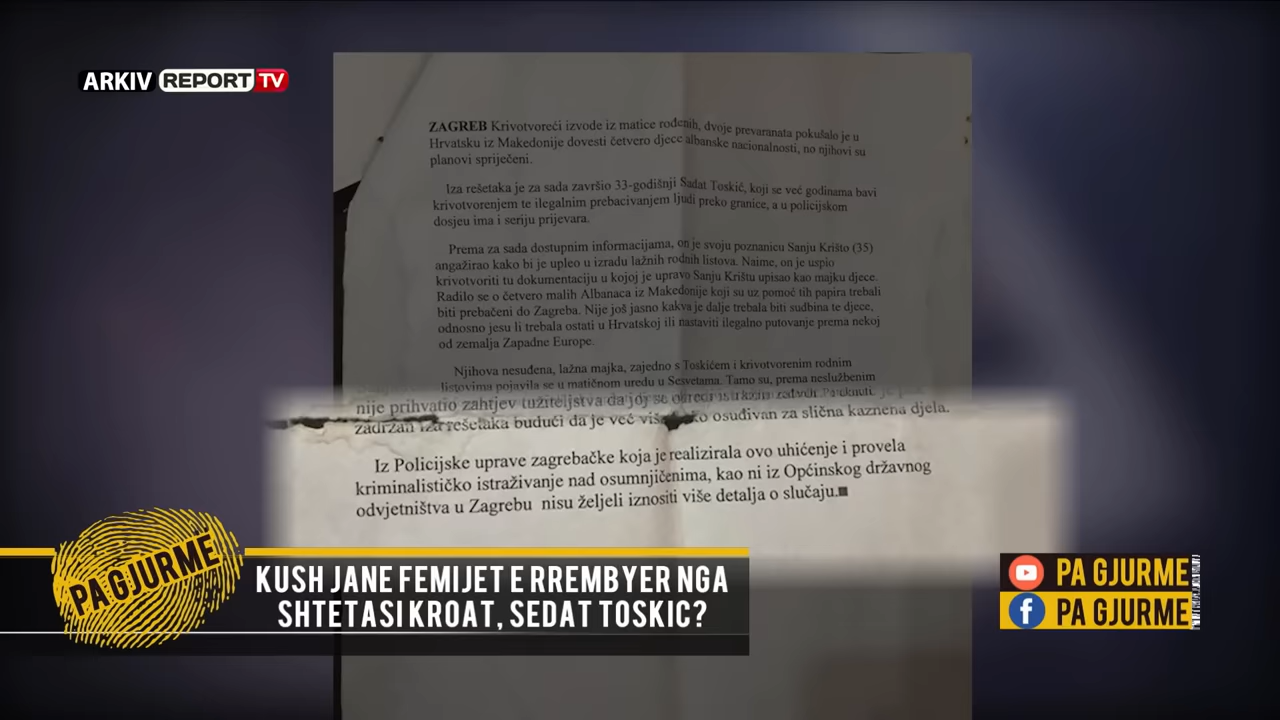 ARKIV REPORT TV
ZAGREB Krivotvoreći izvode iz matice rođenih, dvoje prevaranata pokušalo je u
Hrvatsku iz Makedonije dovesti četvero djece albanske nacionalnosti, no njihovi su
planovi spriječeni.
Iza rešetaka je za sada završio 33-godišnji Sadat Toskić, koji se već godinama bavi
krivotvorenjem te ilegalnim prebacivanjem ljudi preko granice, a u policijskom
dosjeu ima i seriju prijevara.
Prema za sada dostupnim informacijama, on je svoju poznanicu Sanju Krišto (35)
angažirao kako bi je upleo u izradu lažnih rodnih listova. Naime, on je uspio
krivotvoriti tu dokumentaciju u kojoj je upravo Sanju Krištu upisao kao majku djece.
Radilo se o četvero malih Albanaca iz Makedonije koji su uz pomoć tih papira trebali
biti prebačeni do Zagreba. Nije još jasno kakva je dalje trebala biti sudbina te djece,
odnosno jesu li trebala ostati u Hrvatskoj ili nastaviti ilegalno putovanje prema nekoj
od zemalja Zapadne Europe.
Njihova nesuđena, lažna majka, zajedno s Toskićem i krivotvorenim rodnim
listovima pojavila se u matičnom uredu u Sesvetama. Tamo su, prema neslužbenim
nije prihvatio zahtjev tužiteljstva da joj se odredi
zadržan iza rešetaka budući da je već osuđivan za slična kaznena djela.
Iz Policijske uprave zagrebačke koja je realizirala ovo uhićenje i provela
kriminalističko istraživanje nad osumnjičenima, kao ni iz Općinskog državnog
odvjetništva u Zagrebu nisu željeli iznositi više detalja o slučaju.■
PA GJURME
KUSH JANE FEMIJET E RREMBYER NGA
SHTETASI KROAT, SEDAT TOSKIC?
PA GJURME
PA GJURME